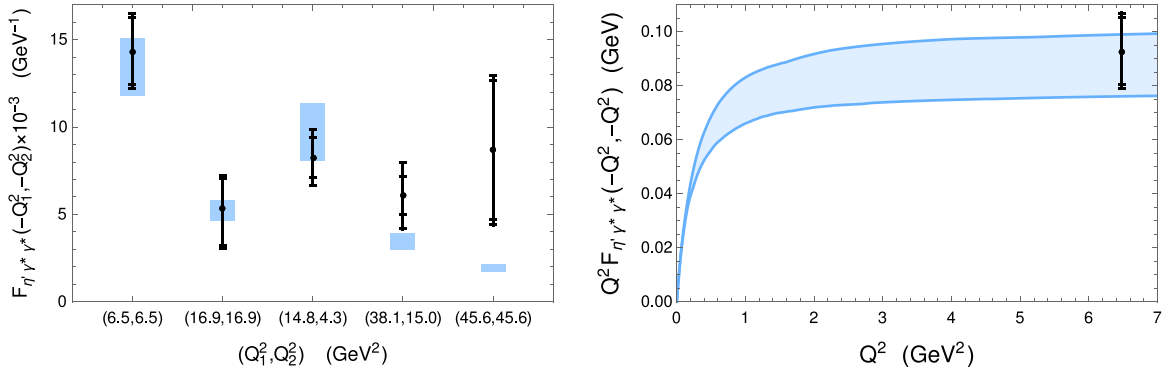 F_{η′γ*γ*}(−Q₁²,−Q₂²)×10⁻³ (GeV⁻¹)
15
10
5
0
(6.5,6.5) (16.9,16.9) (14.8,4.3) (38.1,15.0) (45.6,45.6)
(Q₁²,Q₂²) (GeV²)
Q²F_{η′γ*γ*}(−Q²,−Q²) (GeV)
0.10
0.08
0.06
0.04
0.02
0.00
0 1 2 3 4 5 6 7
Q² (GeV²)